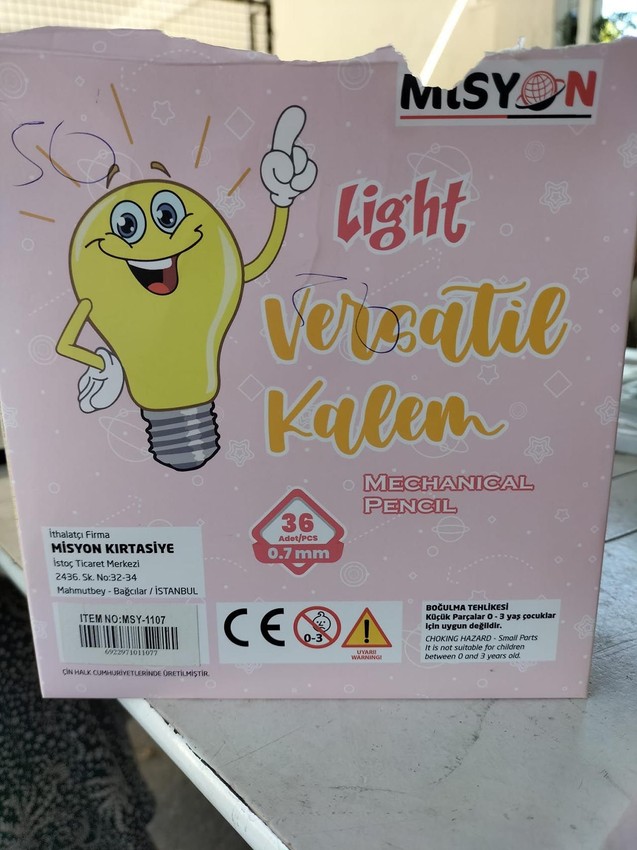 MİSYON
50
Light
Versatil
Kalem
MECHANICAL
PENCIL
36
Adet/PCS
0.7 mm
İthalatçı Firma
MİSYON KIRTASİYE
İstoç Ticaret Merkezi
2436. Sk. No:32-34
Mahmutbey - Bağcılar / İSTANBUL
ITEM NO:MSY-1107
6922971011077
ÇİN HALK CUMHURİYETLERİNDE ÜRETİLMİŞTİR.
CE
0-3
UYARI!
WARNING!
BOĞULMA TEHLİKESİ
Küçük Parçalar 0 - 3 yaş çocuklar
için uygun değildir.
CHOKING HAZARD - Small Parts
It is not suitable for children
between 0 and 3 years old.